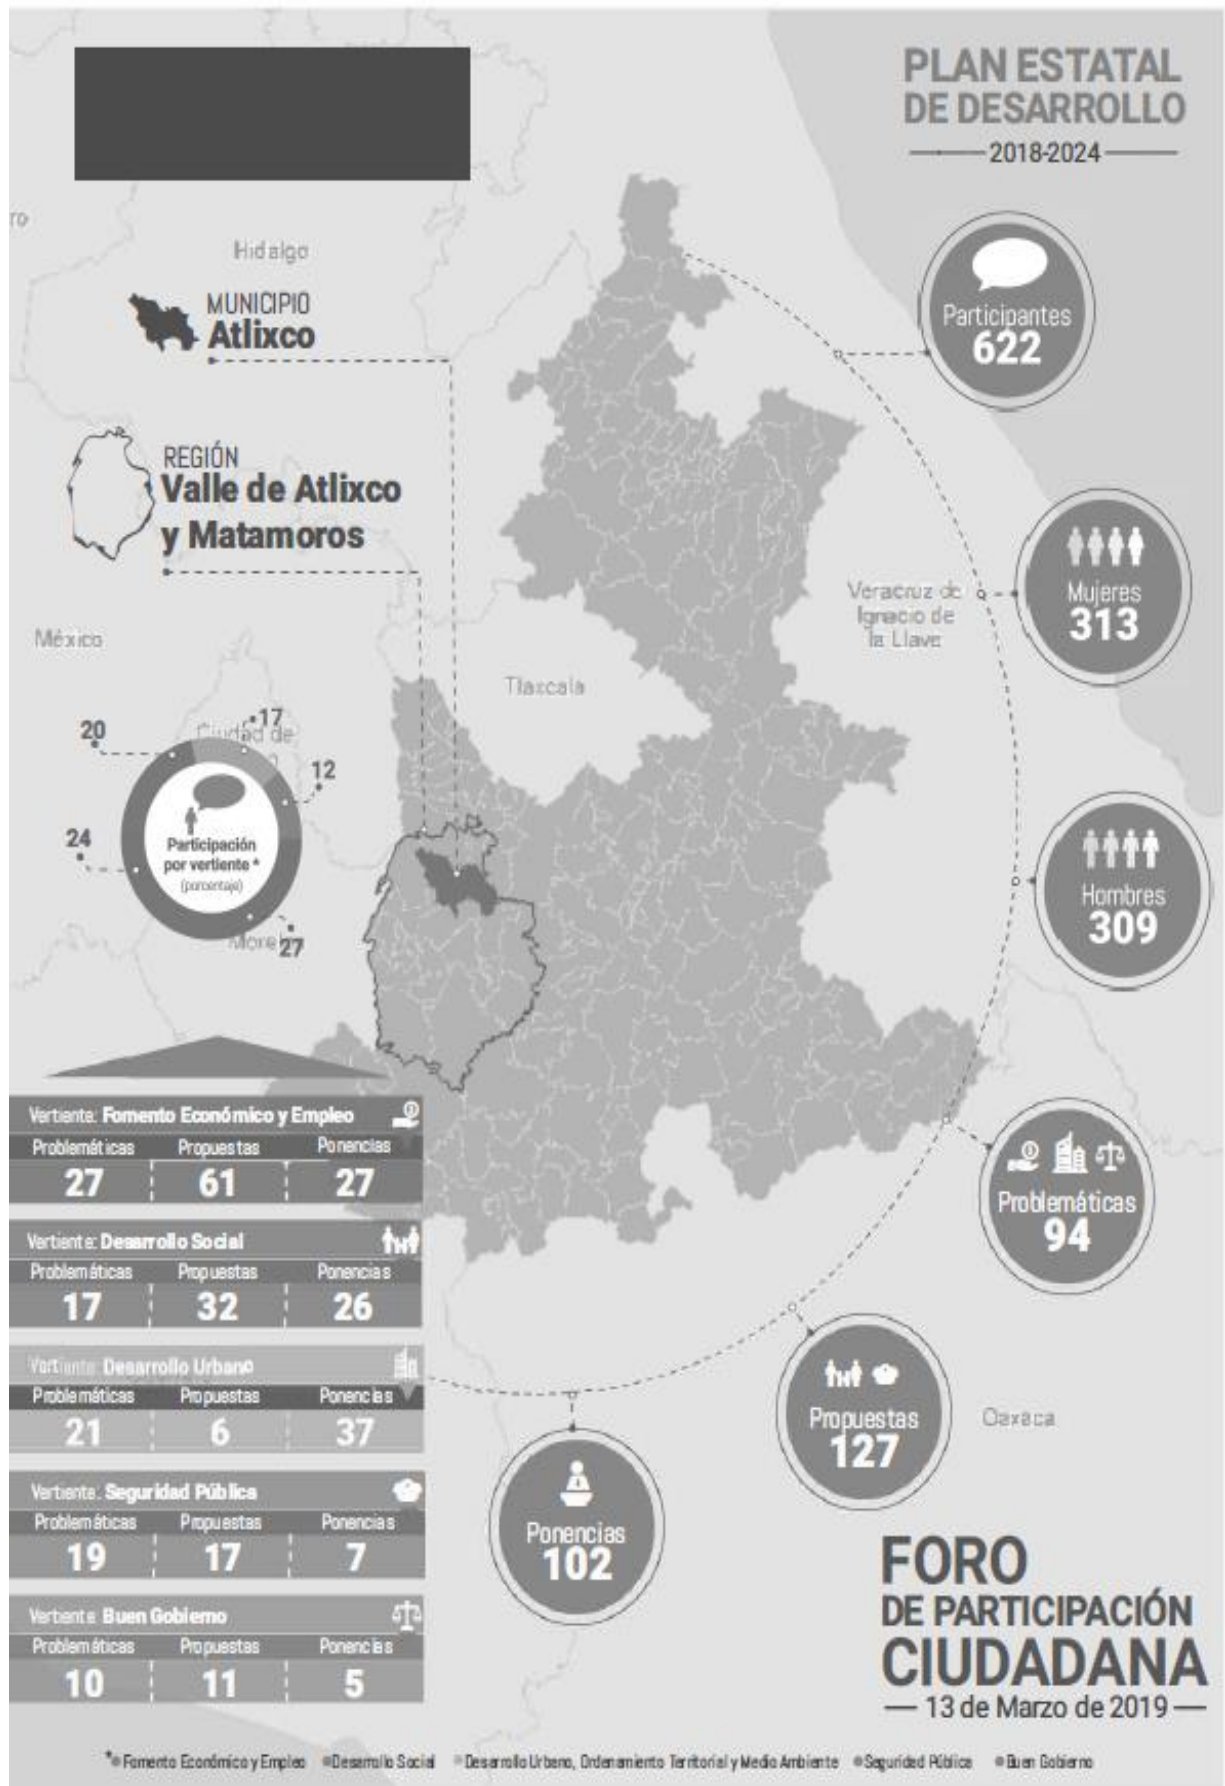 PLAN ESTATAL
DE DESARROLLO
2018-2024
ro
Hidalgo
MUNICIPIO
Atlixco
REGIÓN
Valle de Atlixco
y Matamoros
México
Tlaxcala
Veracruz de
Ignacio de
la Llave
Participantes
622
Mujeres
313
Hombres
309
Problemáticas
94
Propuestas
127
Ponencias
102
Oaxaca
Ciudad de
17
20
12
24
27
Participación
por vertiente *
(porcentaje)
Vertiente: Fomento Económico y Empleo
Problemáticas Propuestas Ponencias
27 61 27
Vertiente: Desarrollo Social
Problemáticas Propuestas Ponencias
17 32 26
Vertiente: Desarrollo Urbano
Problemáticas Propuestas Ponencias
21 6 37
Vertiente: Seguridad Pública
Problemáticas Propuestas Ponencias
19 17 7
Vertiente: Buen Gobierno
Problemáticas Propuestas Ponencias
10 11 5
FORO
DE PARTICIPACIÓN
CIUDADANA
13 de Marzo de 2019
* Fomento Económico y Empleo Desarrollo Social Desarrollo Urbano, Ordenamiento Territorial y Medio Ambiente Seguridad Pública Buen Gobierno